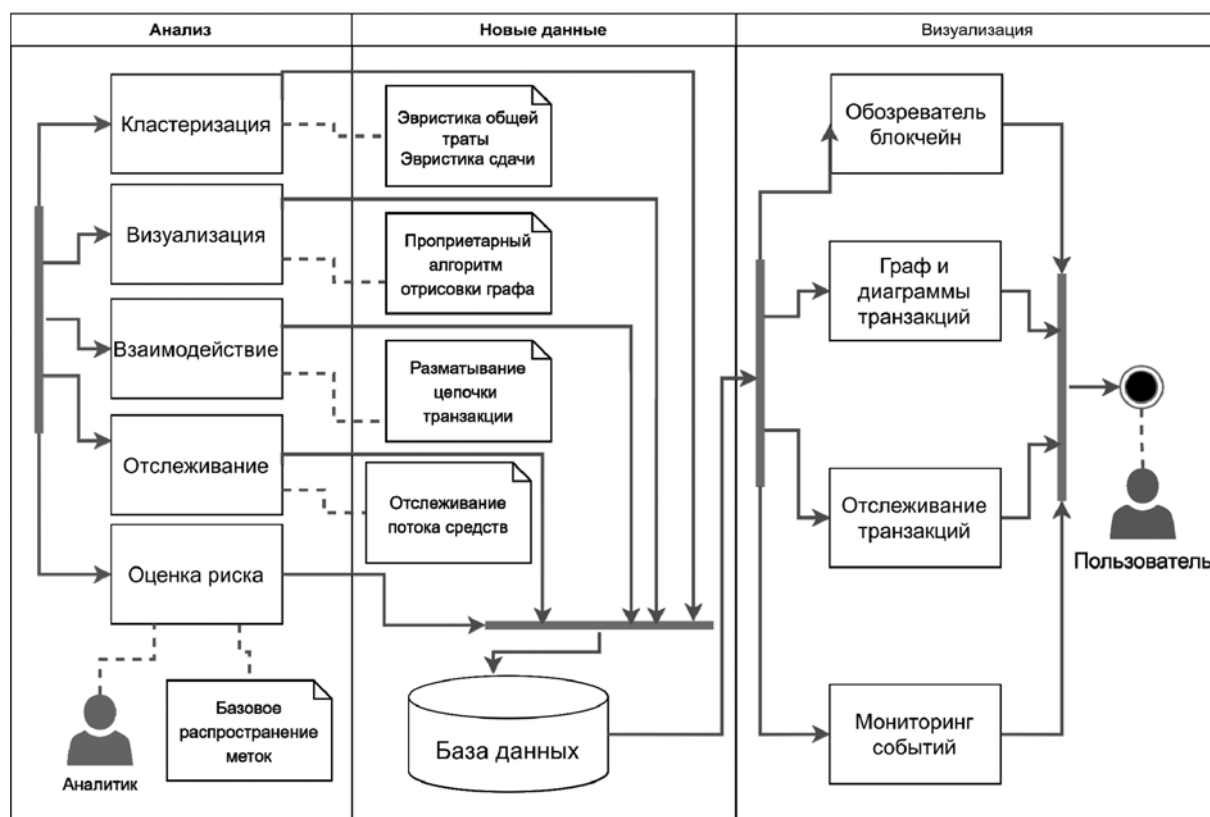 Анализ
Новые данные
Визуализация
Кластеризация
Визуализация
Взаимодействие
Отслеживание
Оценка риска
Аналитик
Базовое
распространение
меток
Эвристика общей
траты
Эвристика сдачи
Проприетарный
алгоритм
отрисовки графа
Разматывание
цепочки
транзакции
Отслеживание
потока средств
База данных
Обозреватель
блокчейн
Граф и
диаграммы
транзакций
Отслеживание
транзакций
Мониторинг
событий
Пользователь